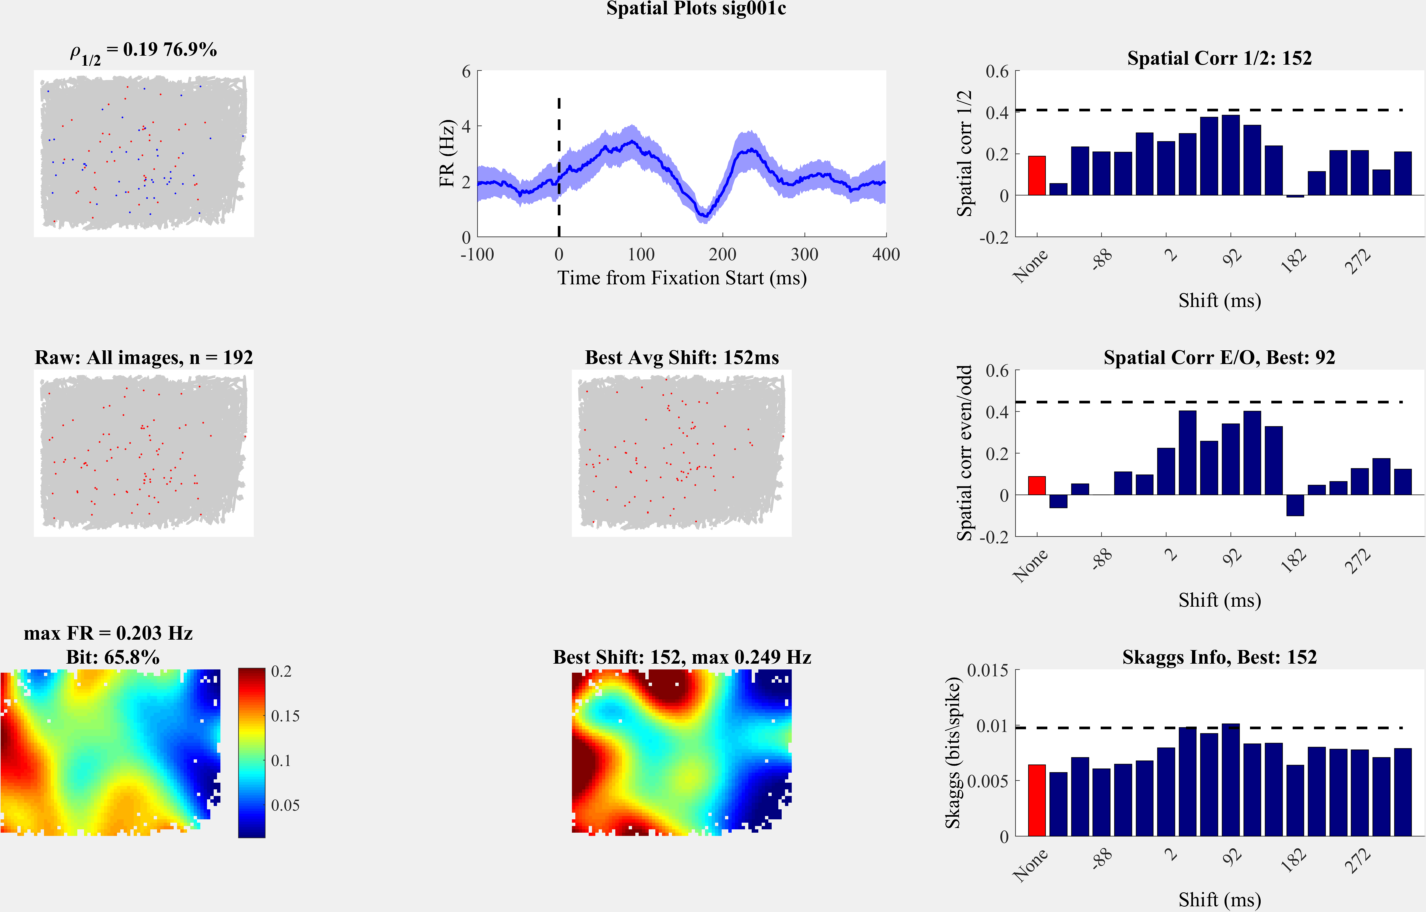 Spatial Plots sig001c
ρ1/2 = 0.19 76.9%
6
4
2
0
FR (Hz)
-100
0
100
200
300
400
Time from Fixation Start (ms)
Spatial Corr 1/2: 152
0.6
0.4
0.2
0
-0.2
Spatial corr 1/2
None
-88
2
92
182
272
Shift (ms)
Raw: All images, n = 192
Best Avg Shift: 152ms
Spatial Corr E/O, Best: 92
0.6
0.4
0.2
0
-0.2
Spatial corr even/odd
None
-88
2
92
182
272
Shift (ms)
max FR = 0.203 Hz
Bit: 65.8%
0.2
0.15
0.1
0.05
Best Shift: 152, max 0.249 Hz
Skaggs Info, Best: 152
0.015
0.01
0.005
0
Skaggs (bits\spike)
None
-88
2
92
182
272
Shift (ms)